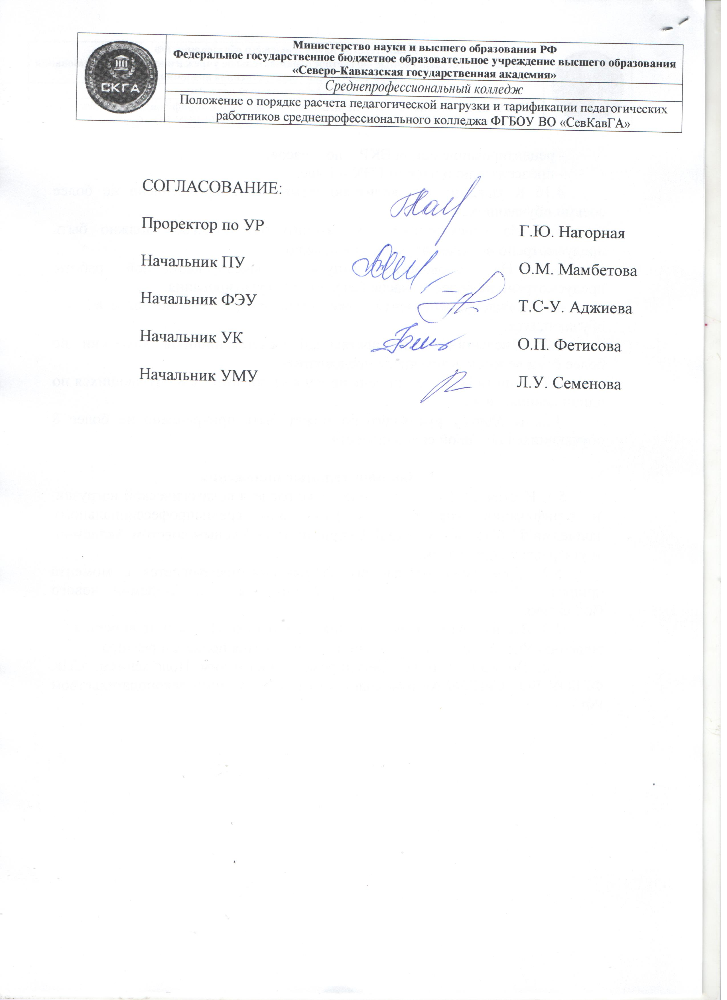 СКГА
Министерство науки и высшего образования РФ
Федеральное государственное бюджетное образовательное учреждение высшего образования
«Северо-Кавказская государственная академия»
Среднепрофессиональный колледж
Положение о порядке расчета педагогической нагрузки и тарификации педагогических
работников среднепрофессионального колледжа ФГБОУ ВО «СевКавГА»
СОГЛАСОВАНИЕ:
Проректор по УР Г.Ю. Нагорная
Начальник ПУ О.М. Мамбетова
Начальник ФЭУ Т.С-У. Аджиева
Начальник УК О.П. Фетисова
Начальник УМУ Л.У. Семенова